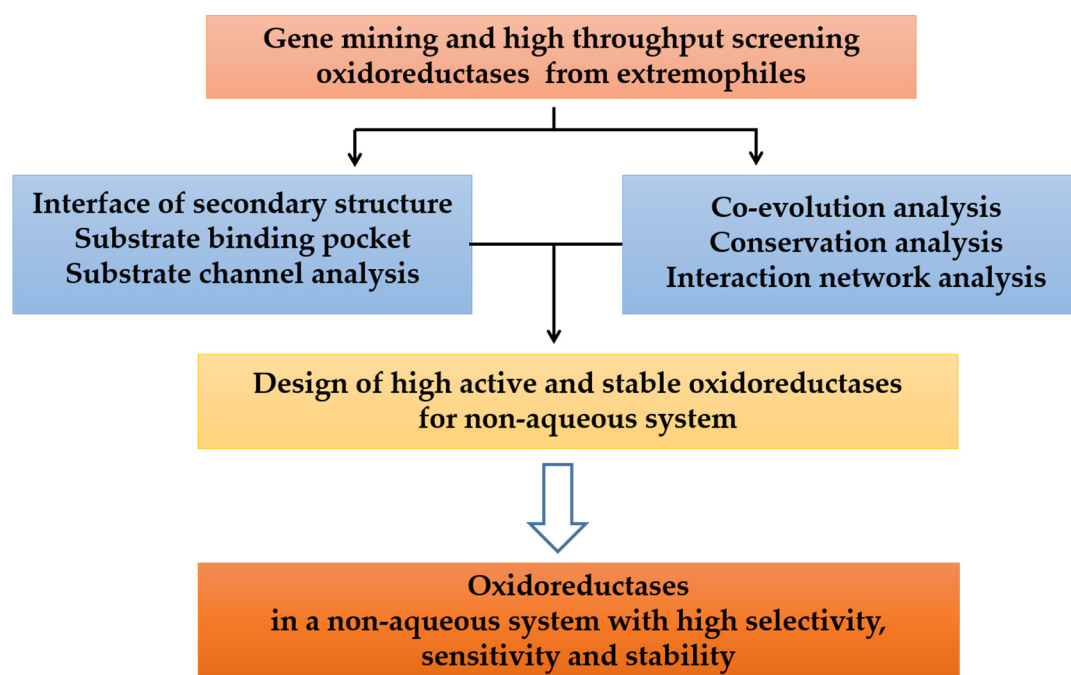 Gene mining and high throughput screening
oxidoreductases from extremophiles
Interface of secondary structure
Substrate binding pocket
Substrate channel analysis
Co-evolution analysis
Conservation analysis
Interaction network analysis
Design of high active and stable oxidoreductases
for non-aqueous system
Oxidoreductases
in a non-aqueous system with high selectivity,
sensitivity and stability